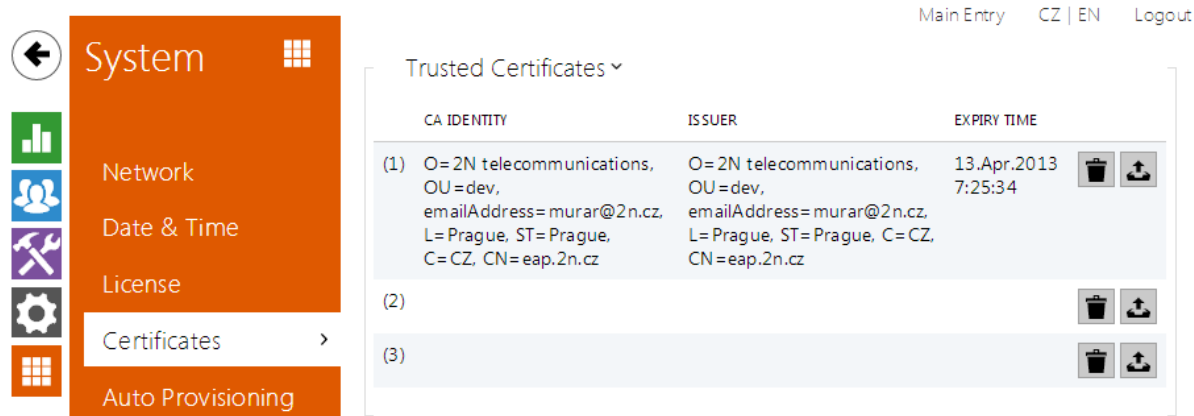 Main Entry CZ | EN Logout
System
Network
Date & Time
License
Certificates
Auto Provisioning
Trusted Certificates
CA IDENTITY ISSUER EXPIRY TIME
(1) O=2N telecommunications, O=2N telecommunications, 13.Apr.2013
OU=dev, OU=dev, 7:25:34
emailAddress=murar@2n.cz, emailAddress=murar@2n.cz,
L=Prague, ST=Prague, L=Prague, ST=Prague, C=CZ,
C=CZ, CN=eap.2n.cz CN=eap.2n.cz
(2)
(3)